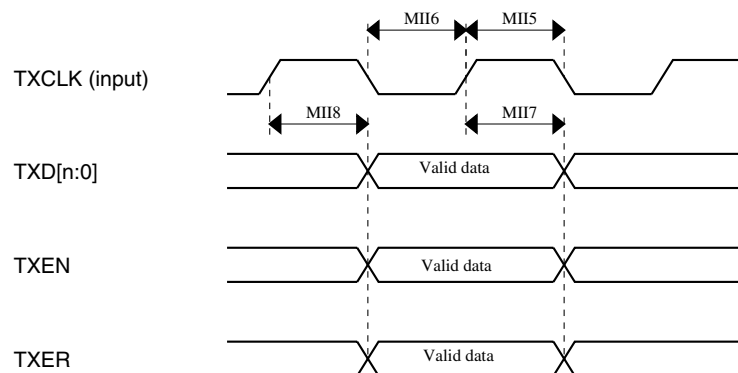 MII6 MII5
TXCLK (input)
MII8 MII7
TXD[n:0] Valid data
TXEN Valid data
TXER Valid data